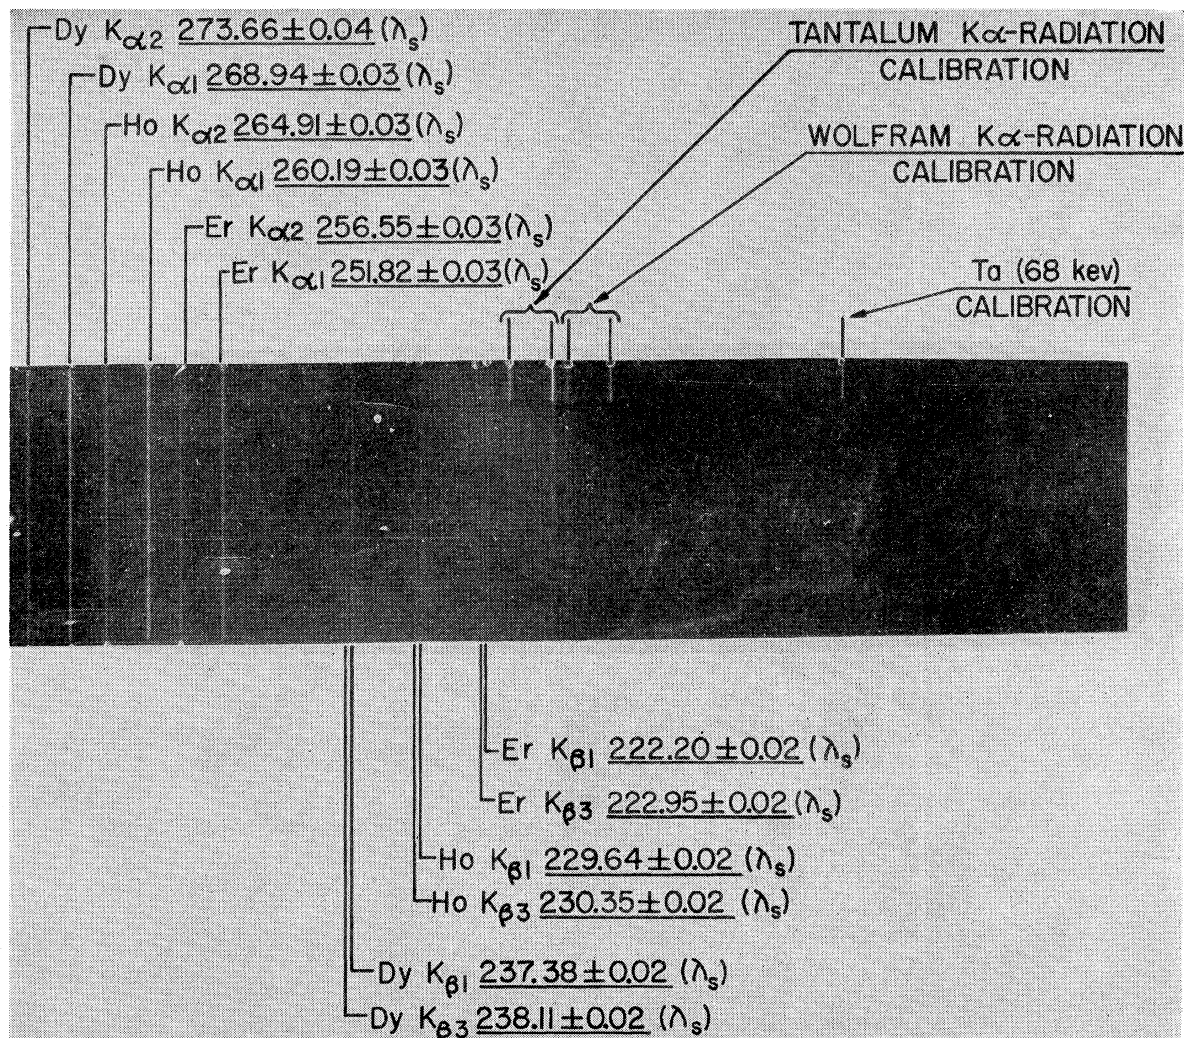 Dy Kα2 273.66±0.04 (λs)
Dy Kα1 268.94±0.03 (λs)
Ho Kα2 264.91±0.03 (λs)
Ho Kα1 260.19±0.03 (λs)
Er Kα2 256.55±0.03 (λs)
Er Kα1 251.82±0.03 (λs)
TANTALUM Kα-RADIATION
CALIBRATION
WOLFRAM Kα-RADIATION
CALIBRATION
Ta (68 kev)
CALIBRATION
Er Kβ1 222.20±0.02 (λs)
Er Kβ3 222.95±0.02 (λs)
Ho Kβ1 229.64±0.02 (λs)
Ho Kβ3 230.35±0.02 (λs)
Dy Kβ1 237.38±0.02 (λs)
Dy Kβ3 238.11±0.02 (λs)